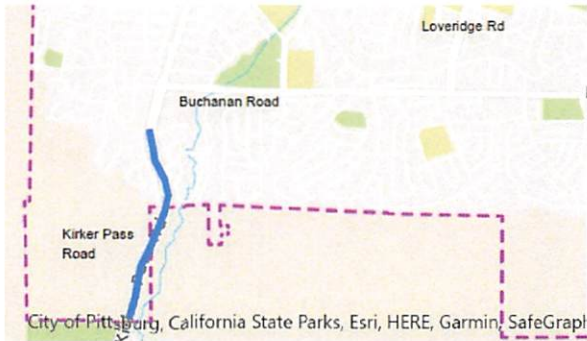 Loveridge Rd
Buchanan Road
Kirker Pass
Road
City of Pittsburg, California State Parks, Esri, HERE, Garmin, SafeGraph